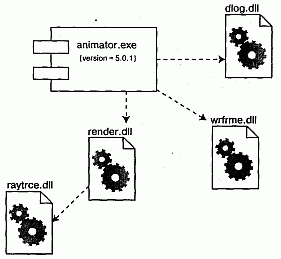 dlog.dll
animator.exe
{version = 5.0.1}
render.dll
wrfrme.dll
raytrce.dll